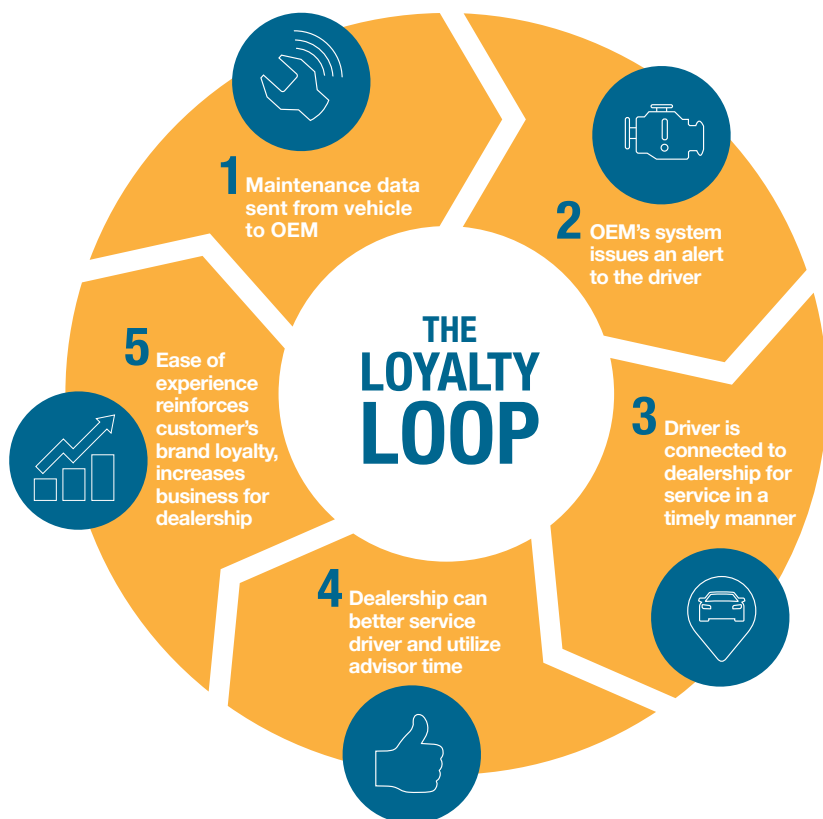 THE
LOYALTY
LOOP
1
Maintenance data
sent from vehicle
to OEM
2
OEM's system
issues an alert
to the driver
3
Driver is
connected to
dealership for
service in a
timely manner
4
Dealership can
better service
driver and utilize
advisor time
5
Ease of
experience
reinforces
customer's
brand loyalty,
increases
business for
dealership